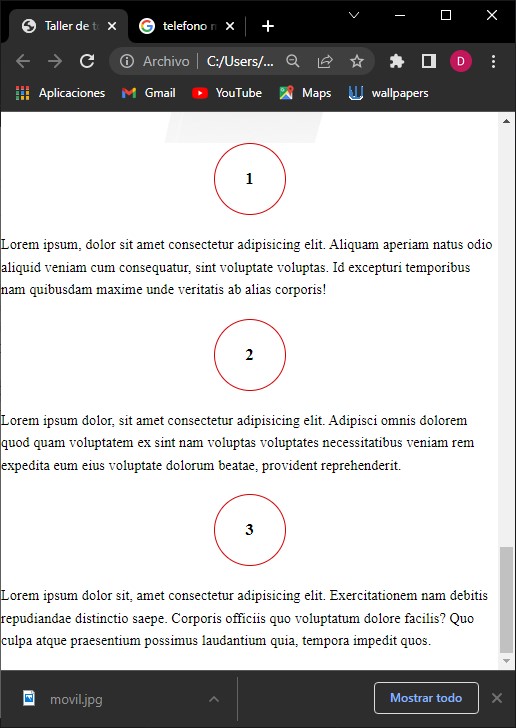 Taller de t
telefono n
Archivo
C:/Users/...
D
Aplicaciones
Gmail
YouTube
Maps
wallpapers
1
Lorem ipsum, dolor sit amet consectetur adipisicing elit. Aliquam aperiam natus odio
aliquid veniam cum consequatur, sint voluptate voluptas. Id excepturi temporibus
nam quibusdam maxime unde veritatis ab alias corporis!
2
Lorem ipsum dolor, sit amet consectetur adipisicing elit. Adipisci omnis dolorem
quod quam voluptatem ex sint nam voluptas voluptates necessitatibus veniam rem
expedita eum eius voluptate dolorum beatae, provident reprehenderit.
3
Lorem ipsum dolor sit, amet consectetur adipisicing elit. Exercitationem nam debitis
repudiandae distinctio saepe. Corporis officiis quo voluptatum dolore facilis? Quo
culpa atque praesentium possimus laudantium quia, tempora impedit quos.
movil.jpg
Mostrar todo